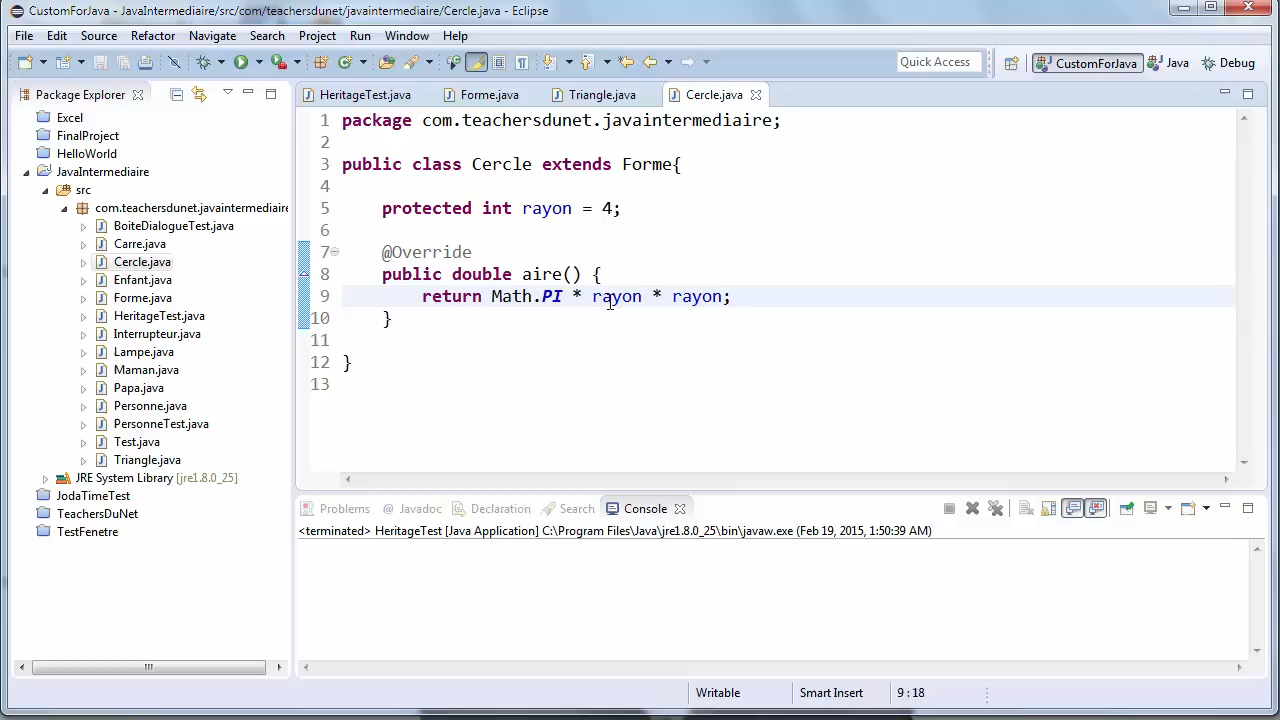 CustomForJava - JavaIntermediaire/src/com/teachersdunet/javaintermediaire/Cercle.java - Eclipse
File Edit Source Refactor Navigate Search Project Run Window Help
Quick Access CustomForJava Java Debug
Package Explorer
Excel
FinalProject
HelloWorld
JavaIntermediaire
src
com.teachersdunet.javaintermediaire
BoiteDialogueTest.java
Carre.java
Cercle.java
Enfant.java
Forme.java
HeritageTest.java
Interrupteur.java
Lampe.java
Maman.java
Papa.java
Personne.java
PersonneTest.java
Test.java
Triangle.java
JRE System Library [jre1.8.0_25]
JodaTimeTest
TeachersDuNet
TestFenetre
HeritageTest.java Forme.java Triangle.java Cercle.java
1 package com.teachersdunet.javaintermediaire;
2
3 public class Cercle extends Forme{
4
5 protected int rayon = 4;
6
7 @Override
8 public double aire() {
9 return Math.PI * rayon * rayon;
10 }
11
12 }
13
Problems Javadoc Declaration Search Console
<terminated> HeritageTest [Java Application] C:\Program Files\Java\jre1.8.0_25\bin\javaw.exe (Feb 19, 2015, 1:50:39 AM)
Writable Smart Insert 9 : 18